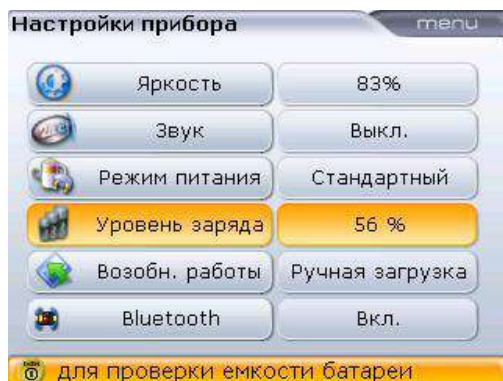 Настройки прибора menu
Яркость 83%
Звук Выкл.
Режим питания Стандартный
Уровень заряда 56 %
Возобн. работы Ручная загрузка
Bluetooth Вкл.
для проверки емкости батареи